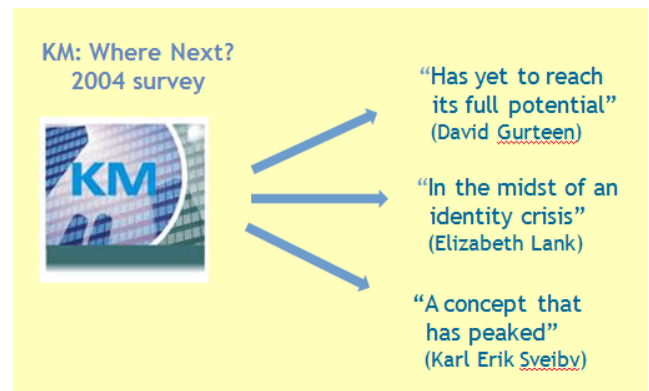 KM: Where Next?
2004 survey
KM
“Has yet to reach
its full potential”
(David Gurteen)
“In the midst of an
identity crisis”
(Elizabeth Lank)
“A concept that
has peaked”
(Karl Erik Sveiby)